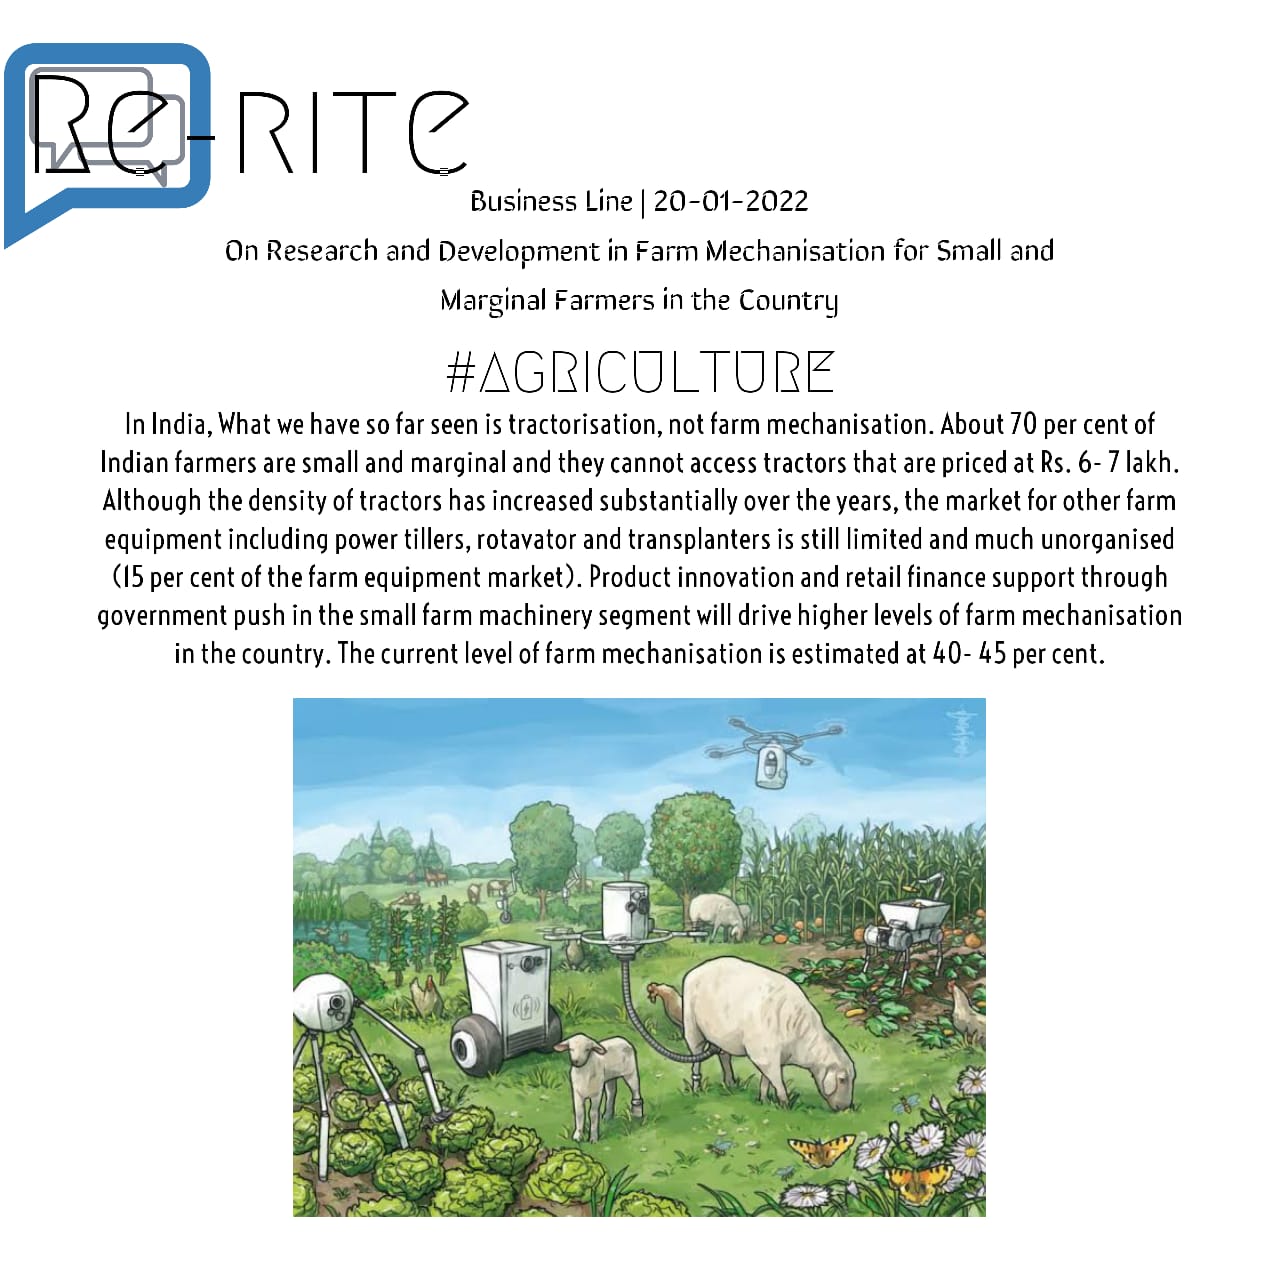 Re-RITe
Business Line | 20-01-2022
On Research and Development in Farm Mechanisation for Small and
Marginal Farmers in the Country
#AGRICULTURE
In India, What we have so far seen is tractorisation, not farm mechanisation. About 70 per cent of
Indian farmers are small and marginal and they cannot access tractors that are priced at Rs. 6- 7 lakh.
Although the density of tractors has increased substantially over the years, the market for other farm
equipment including power tillers, rotavator and transplanters is still limited and much unorganised
(15 per cent of the farm equipment market). Product innovation and retail finance support through
government push in the small farm machinery segment will drive higher levels of farm mechanisation
in the country. The current level of farm mechanisation is estimated at 40- 45 per cent.